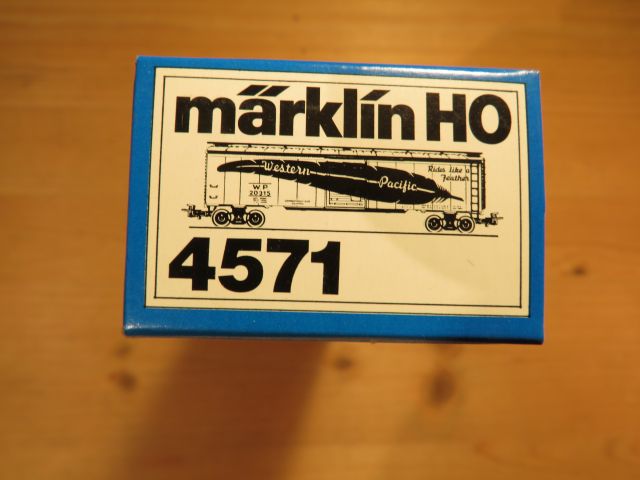 märklin HO
Western
Pacific
Rides like a
Feather
WP
20315
4571